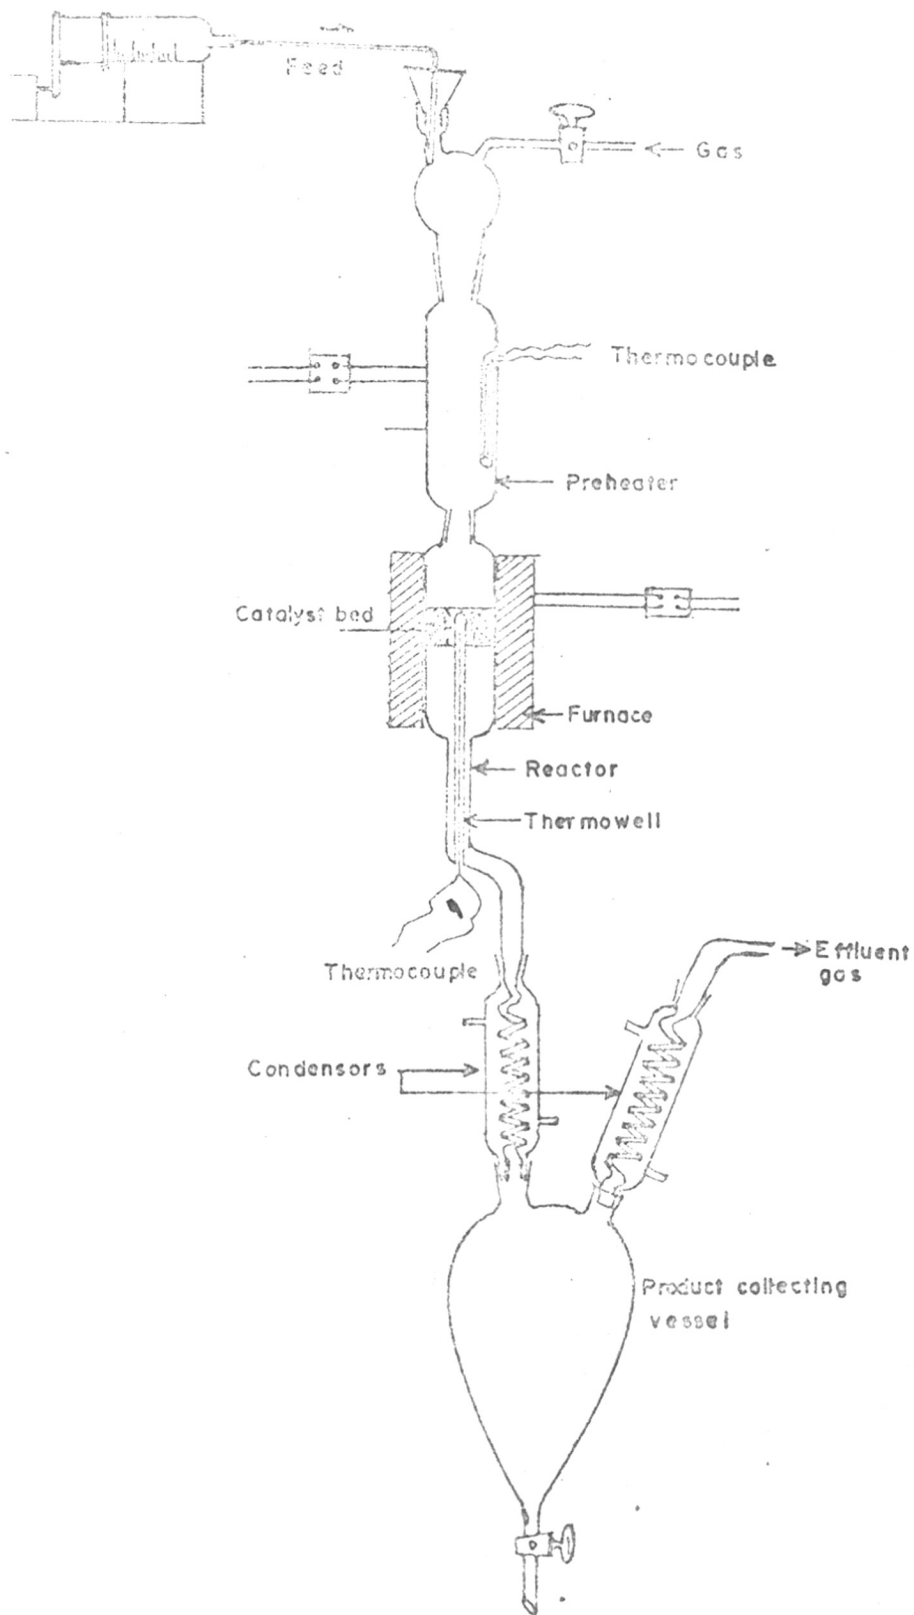 Feed
Gas
Thermocouple
Preheater
Catalyst bed
Furnace
Reactor
Thermowell
Thermocouple
Effluent
gas
Condensors
Product collecting
vessel